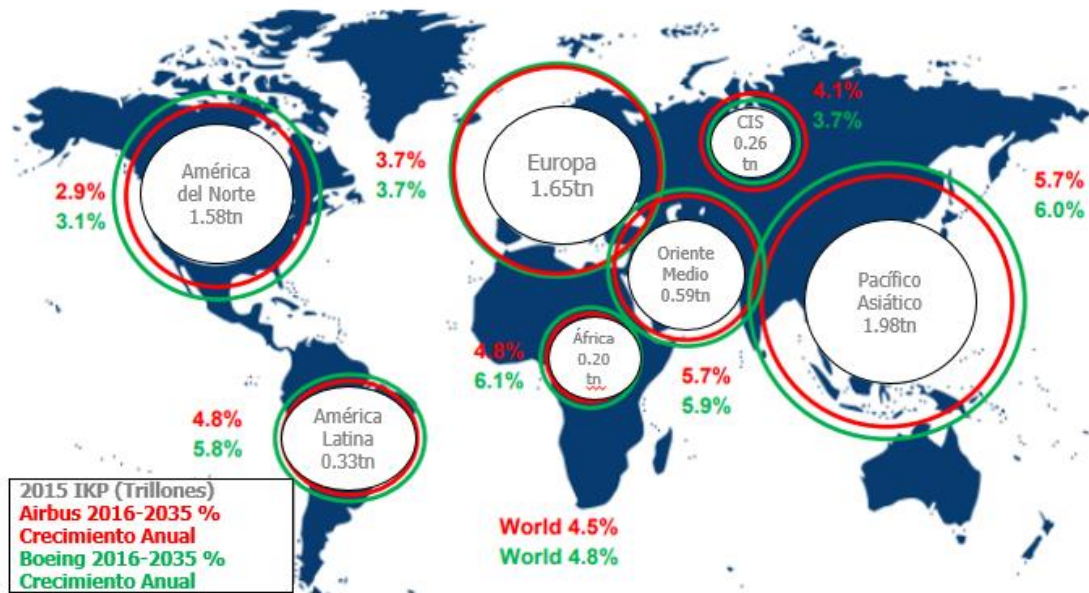 América
del Norte
1.58tn
2.9%
3.1%
Europa
1.65tn
3.7%
3.7%
CIS
0.26
tn
4.1%
3.7%
Oriente
Medio
0.59tn
5.7%
5.9%
Pacífico
Asiático
1.98tn
5.7%
6.0%
África
0.20
tn
4.8%
6.1%
América
Latina
0.33tn
4.8%
5.8%
2015 IKP (Trillones)
Airbus 2016-2035 %
Crecimiento Anual
Boeing 2016-2035 %
Crecimiento Anual
World 4.5%
World 4.8%